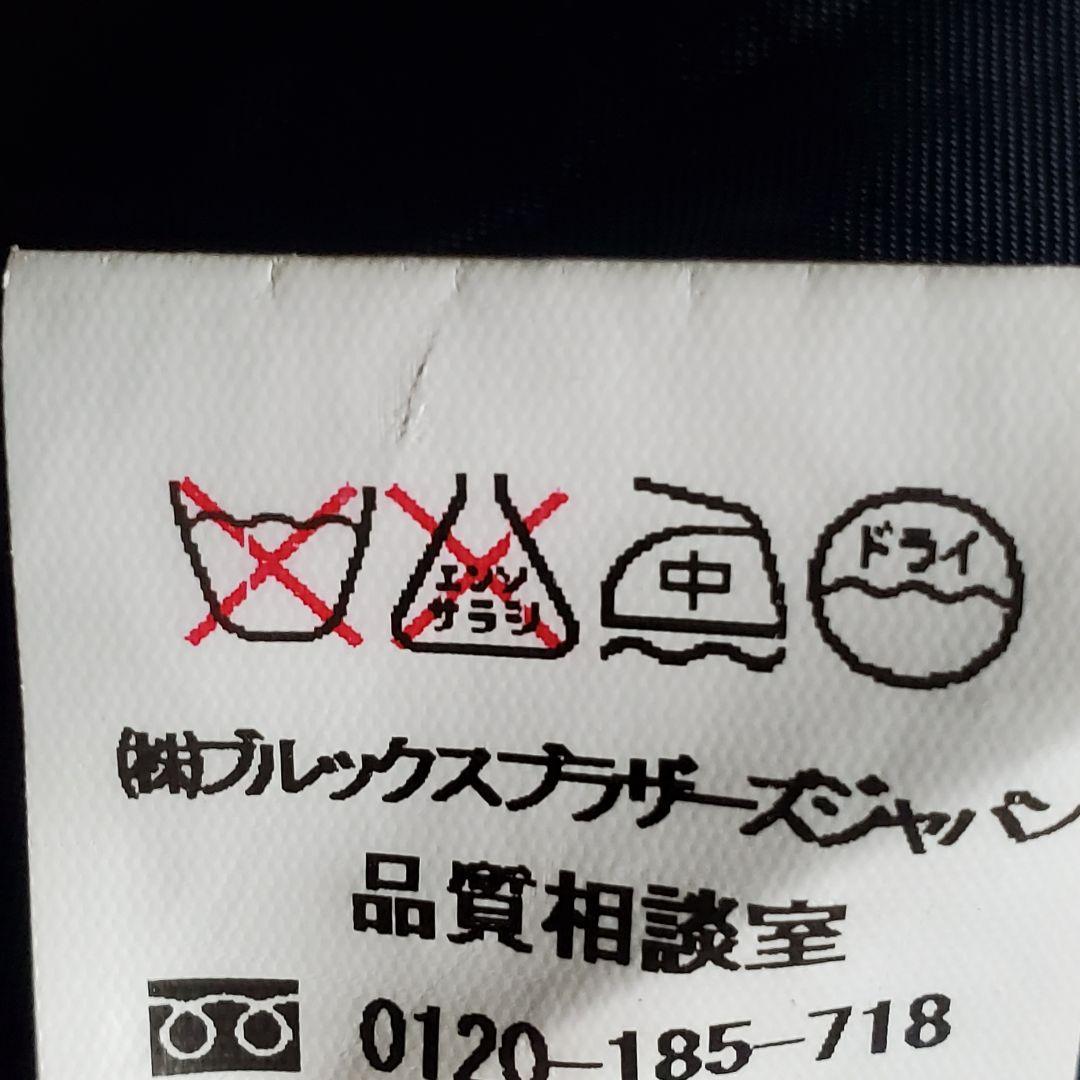 エンソ
サラシ
中
ドライ
㈱ブルックスブラザーズジャパン
品質相談室
0120-185-718